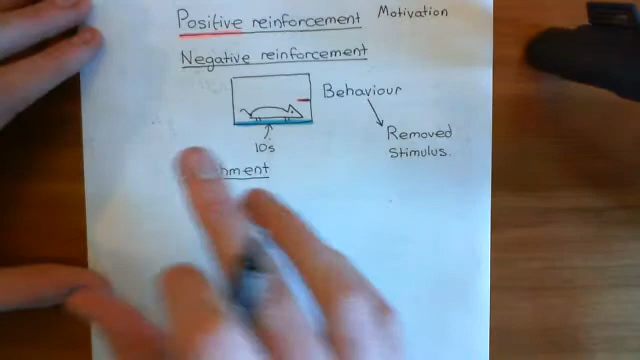 Positive reinforcement Motivation
Negative reinforcement
Behaviour
Removed
Stimulus.
10s